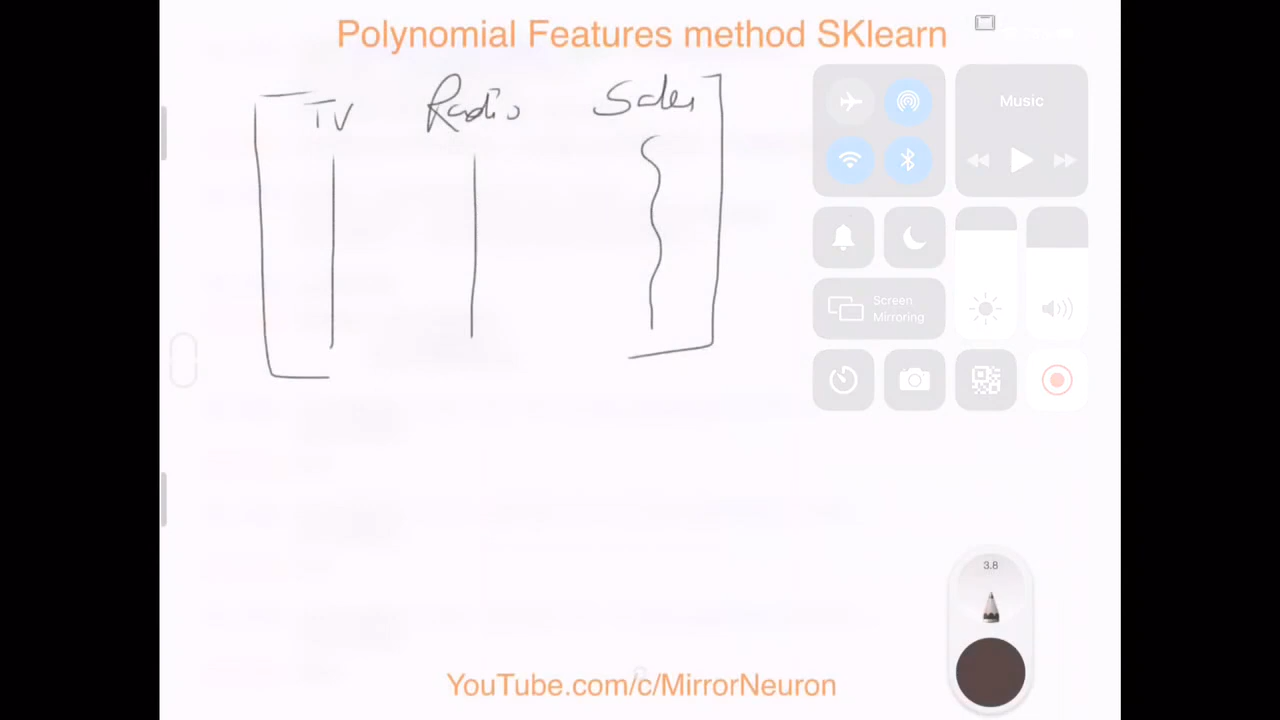 Polynomial Features method SKlearn
TV Radio Sales
Music
Screen
Mirroring
3.8
YouTube.com/c/MirrorNeuron